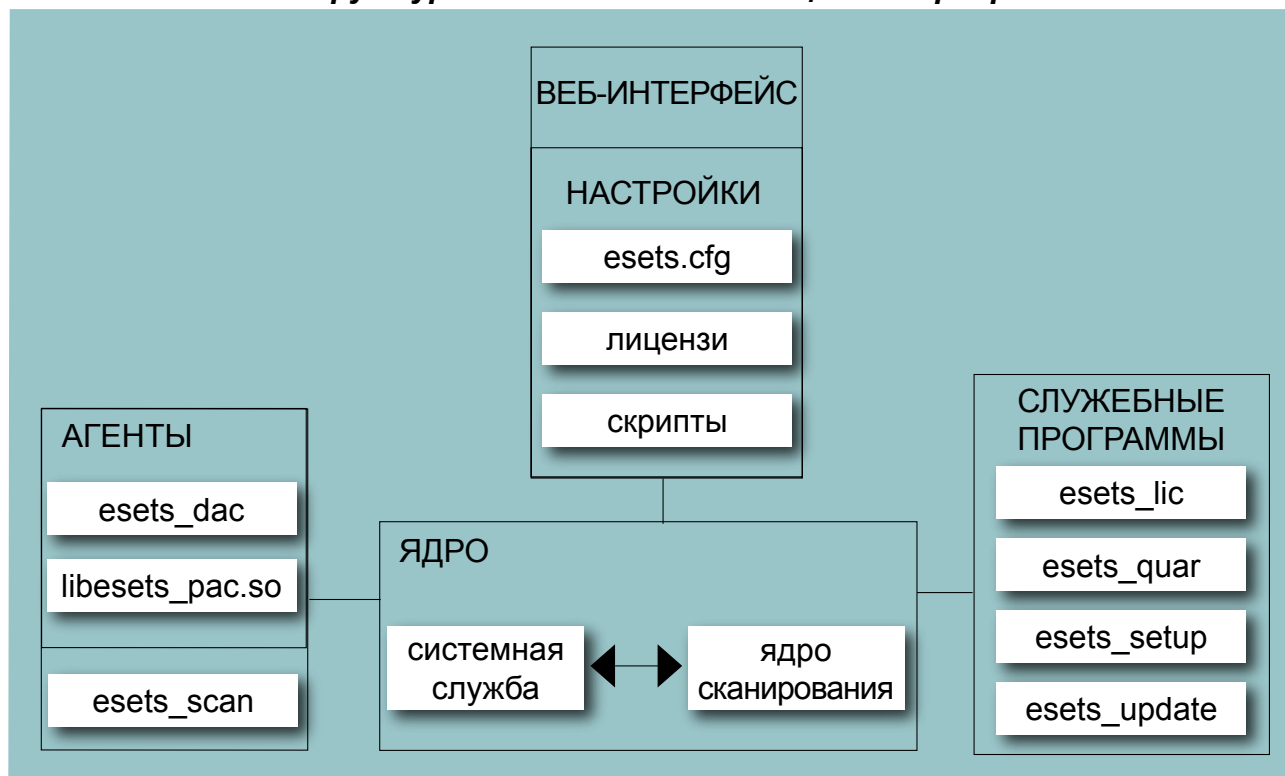 ВЕБ-ИНТЕРФЕЙС
НАСТРОЙКИ
esets.cfg
лицензи
скрипты
АГЕНТЫ
esets_dac
libesets_pac.so
esets_scan
ЯДРО
системная
служба
ядро
сканирования
СЛУЖЕБНЫЕ
ПРОГРАММЫ
esets_lic
esets_quar
esets_setup
esets_update